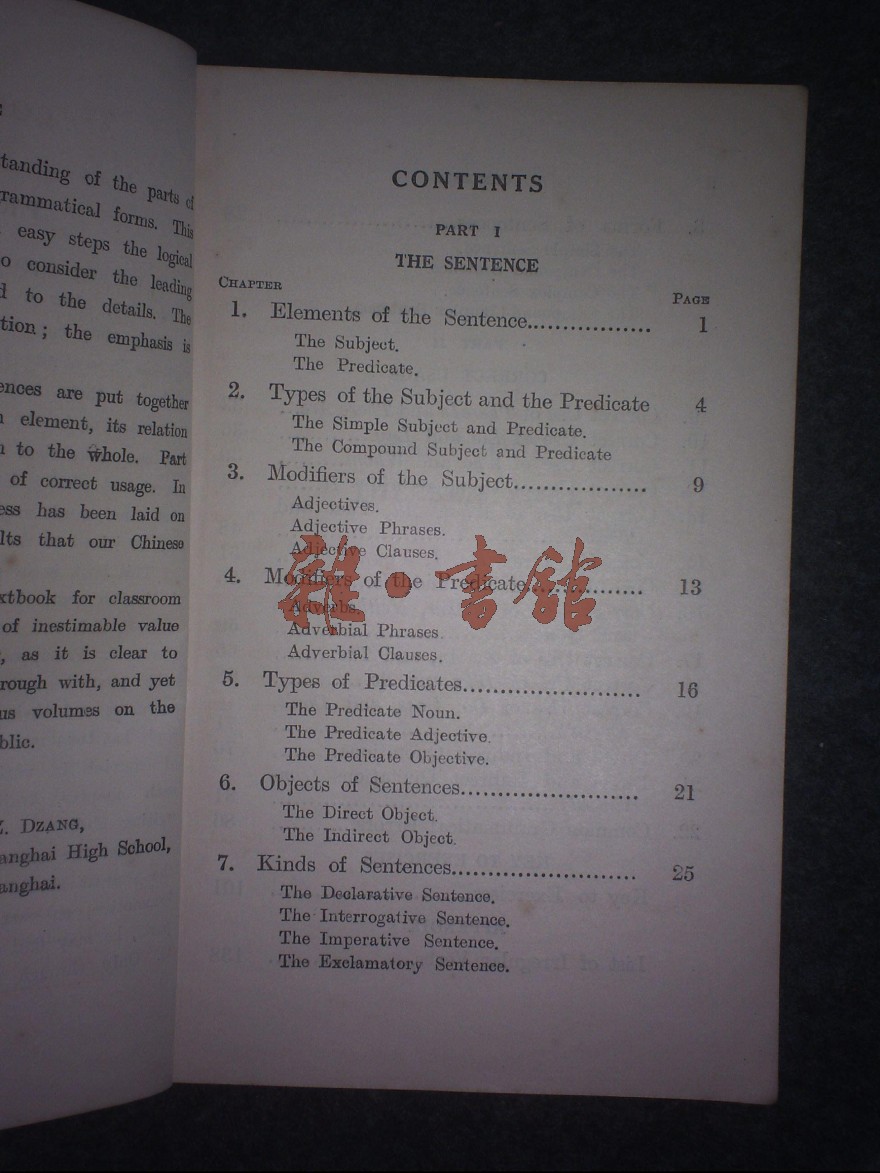 tanding of the parts of
rammatical forms. This
easy steps the logical
o consider the leading
d to the details. The
tion; the emphasis is
ences are put together
element, its relation
to the whole. Part
of correct usage. In
ess has been laid on
lts that our Chinese
xtbook for classroom
of inestimable value
, as it is clear to
rough with, and yet
us volumes on the
blic.
Z. DZANG,
anghai High School,
anghai.
CONTENTS
PART I
THE SENTENCE
CHAPTER PAGE
1. Elements of the Sentence................ 1
The Subject.
The Predicate.
2. Types of the Subject and the Predicate 4
The Simple Subject and Predicate.
The Compound Subject and Predicate
3. Modifiers of the Subject................. 9
Adjectives.
Adjective Phrases.
Adjective Clauses.
4. Modifiers of the Predicate............... 13
Adverbs.
Adverbial Phrases.
Adverbial Clauses.
5. Types of Predicates....................... 16
The Predicate Noun.
The Predicate Adjective.
The Predicate Objective.
6. Objects of Sentences....................... 21
The Direct Object.
The Indirect Object.
7. Kinds of Sentences........................ 25
The Declarative Sentence.
The Interrogative Sentence.
The Imperative Sentence.
The Exclamatory Sentence.
雜·書館